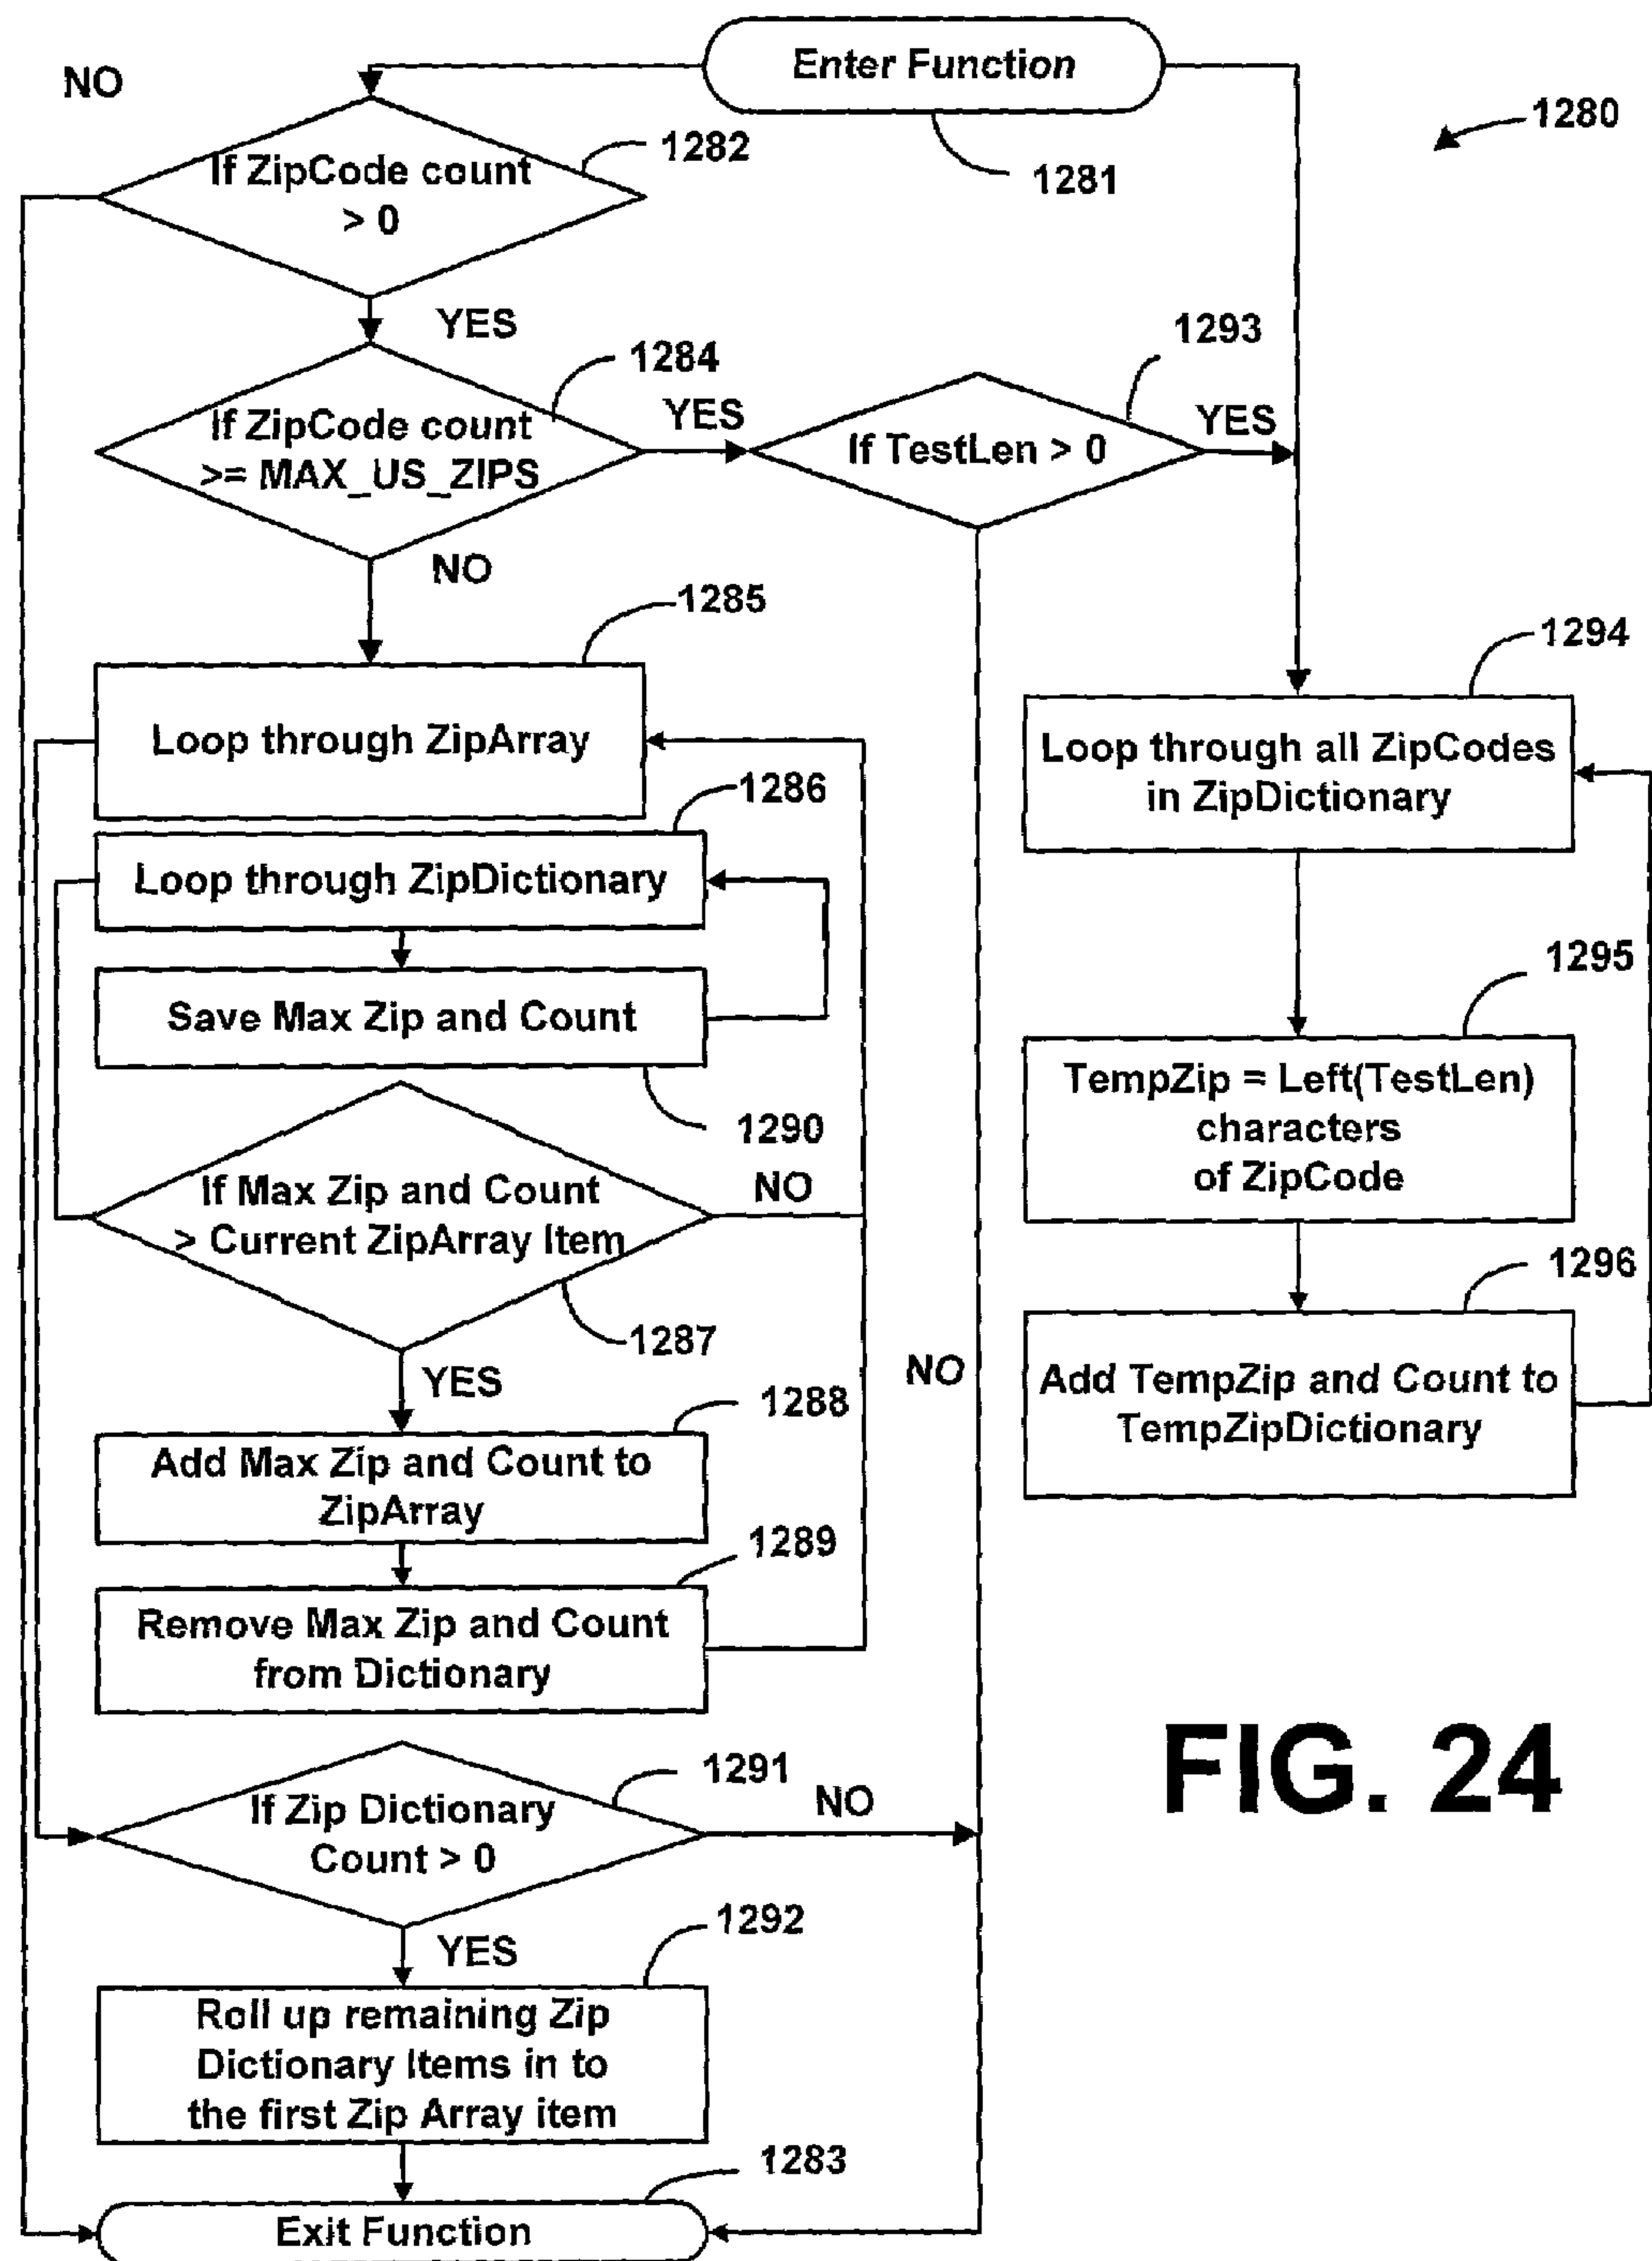 Enter Function
NO
1280
1282
If ZipCode count
> 0
1281
YES
1293
1284
If ZipCode count
>= MAX_US_ZIPS
YES
If TestLen > 0
YES
NO
1285
1294
Loop through ZipArray
Loop through all ZipCodes
in ZipDictionary
1286
Loop through ZipDictionary
1295
Save Max Zip and Count
TempZip = Left(TestLen)
characters
of ZipCode
1290
If Max Zip and Count
> Current ZipArray Item
NO
1296
1287
YES
NO
Add TempZip and Count to
TempZipDictionary
1288
Add Max Zip and Count to
ZipArray
1289
Remove Max Zip and Count
from Dictionary
FIG. 24
1291
If Zip Dictionary
Count > 0
NO
1292
YES
Roll up remaining Zip
Dictionary Items in to
the first Zip Array item
1283
Exit Function